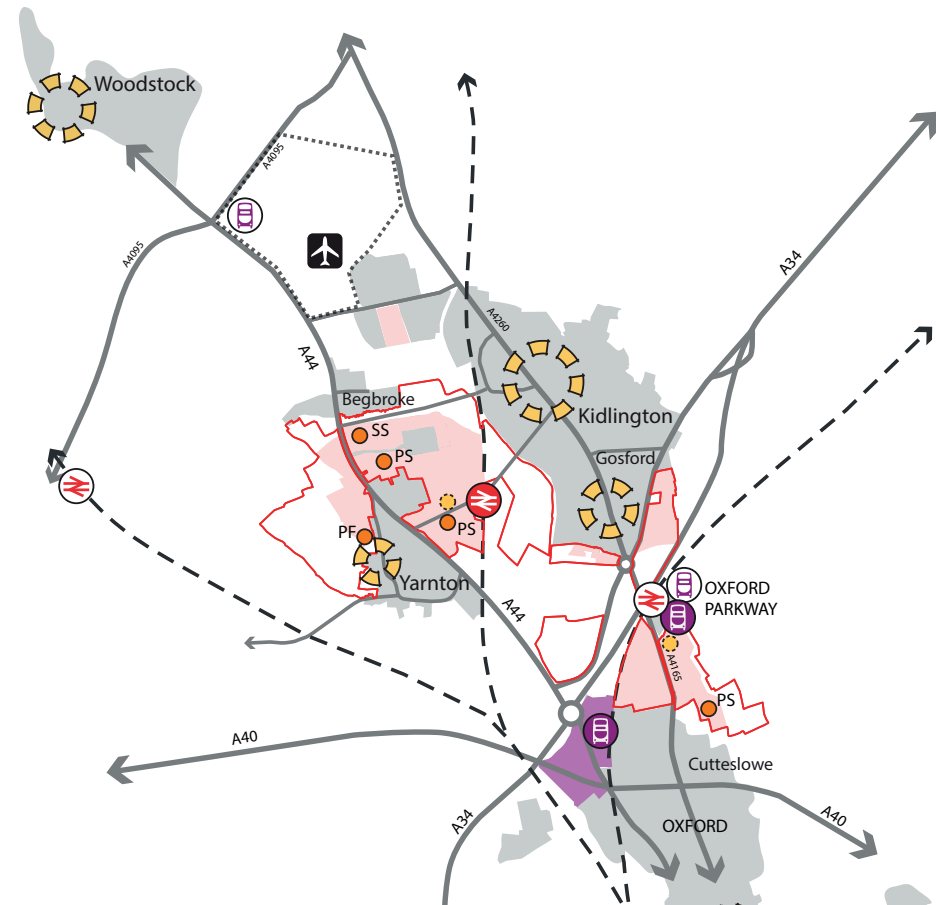 Woodstock
A4095
A4095
A34
A4260
A44
Begbroke
Kidlington
SS
Gosford
PS
PF
PS
Yarnton
OXFORD
PARKWAY
A44
A4165
PS
A40
Cutteslowe
A34
A40
OXFORD